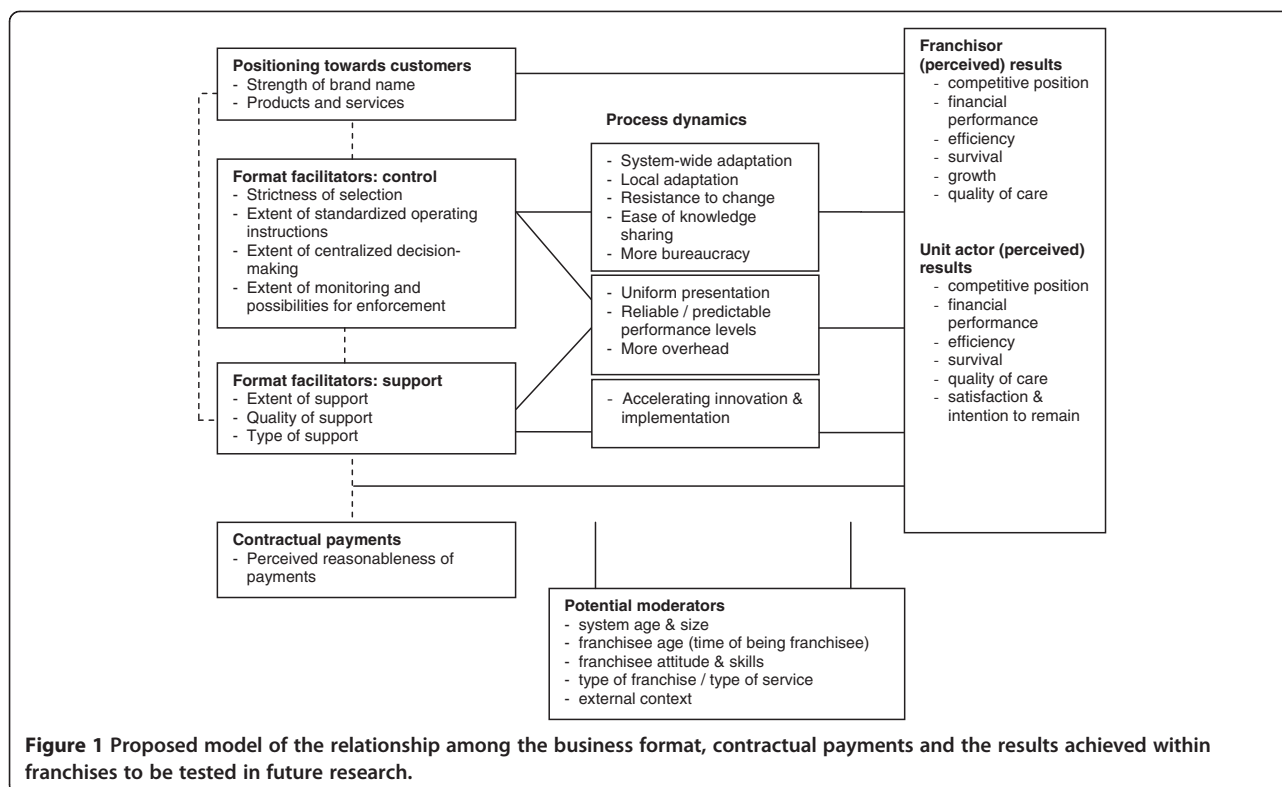 Positioning towards customers
- Strength of brand name
- Products and services
Format facilitators: control
- Strictness of selection
- Extent of standardized operating
instructions
- Extent of centralized decision-
making
- Extent of monitoring and
possibilities for enforcement
Format facilitators: support
- Extent of support
- Quality of support
- Type of support
Contractual payments
- Perceived reasonableness of
payments
Process dynamics
- System-wide adaptation
- Local adaptation
- Resistance to change
- Ease of knowledge
sharing
- More bureaucracy
- Uniform presentation
- Reliable / predictable
performance levels
- More overhead
- Accelerating innovation &
implementation
Potential moderators
- system age & size
- franchisee age (time of being franchisee)
- franchisee attitude & skills
- type of franchise / type of service
- external context
Franchisor
(perceived) results
- competitive position
- financial
performance
- efficiency
- survival
- growth
- quality of care
Unit actor (perceived)
results
- competitive position
- financial
performance
- efficiency
- survival
- quality of care
- satisfaction &
intention to remain
Figure 1 Proposed model of the relationship among the business format, contractual payments and the results achieved within
franchises to be tested in future research.